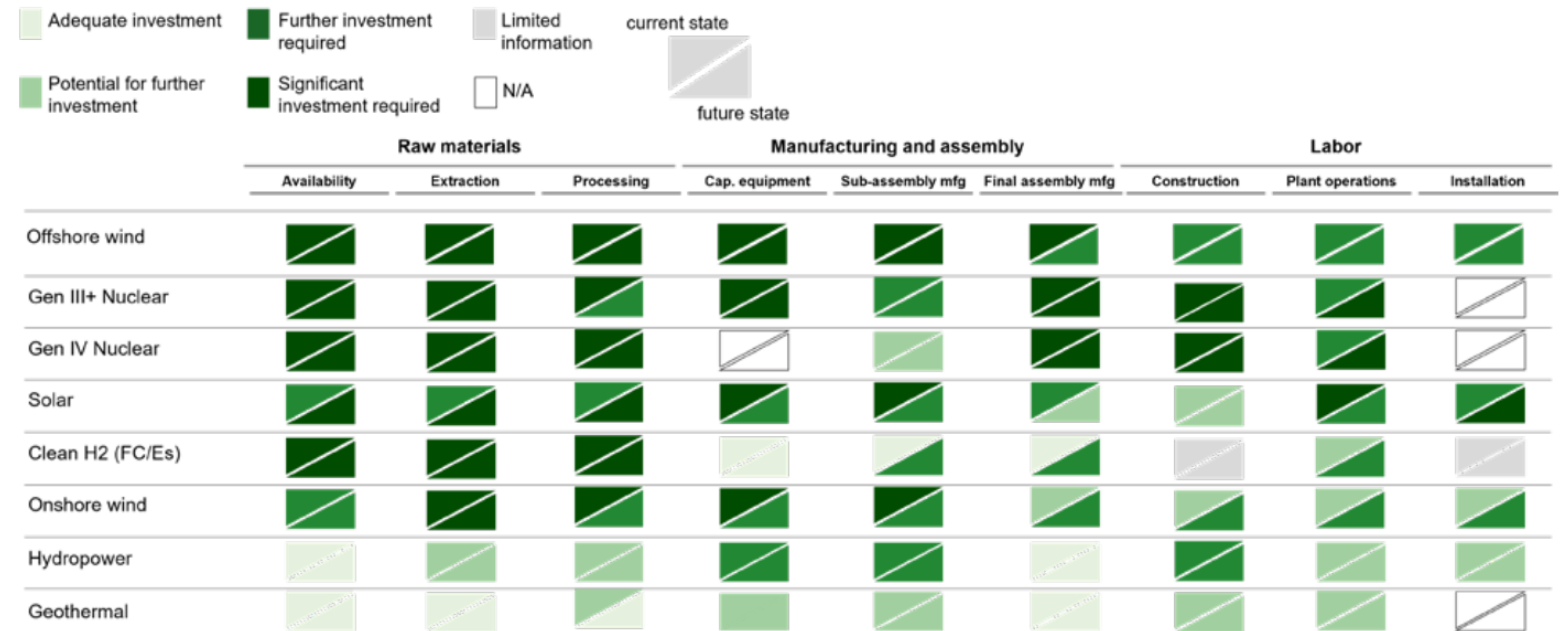 Adequate investment
Further investment
required
Limited
information
current state
Potential for further
investment
Significant
investment required
N/A
future state
Raw materials
Manufacturing and assembly
Labor
Availability
Extraction
Processing
Cap. equipment
Sub-assembly mfg
Final assembly mfg
Construction
Plant operations
Installation
Offshore wind
Gen III+ Nuclear
Gen IV Nuclear
Solar
Clean H2 (FC/Es)
Onshore wind
Hydropower
Geothermal